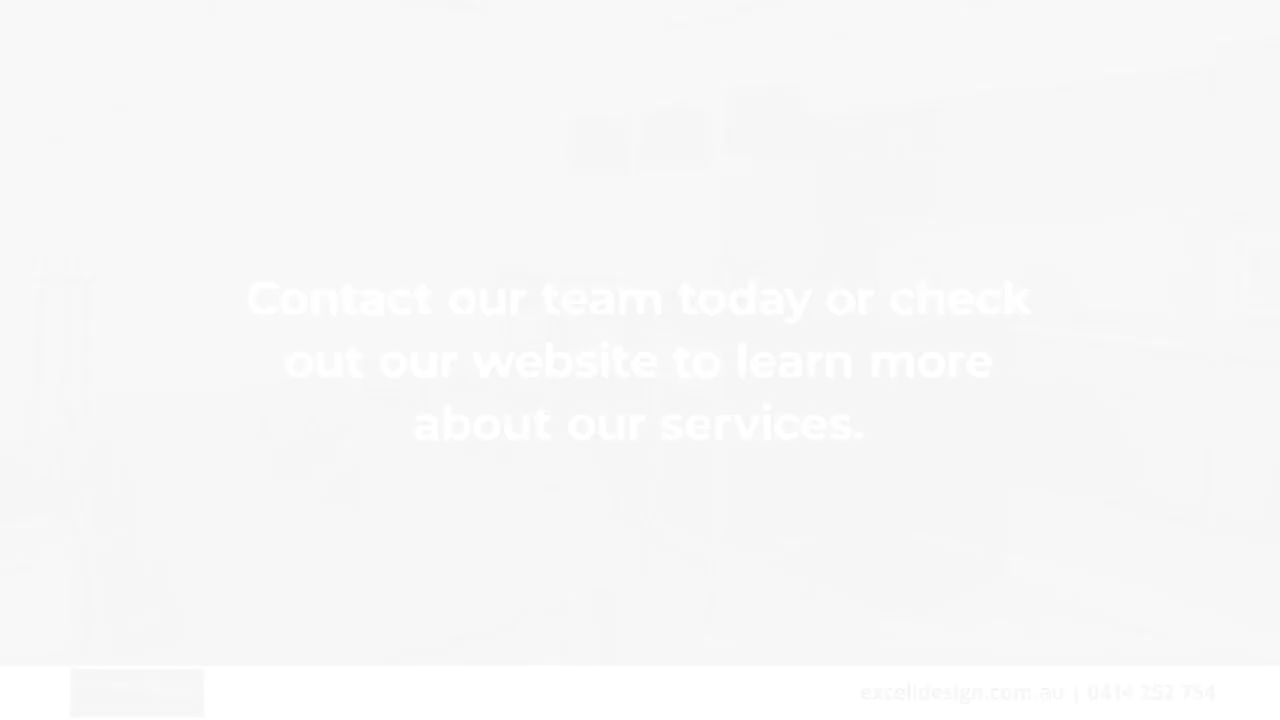 Contact our team today or check
out our website to learn more
about our services.
excelidesign.com.au | 0414 252 754